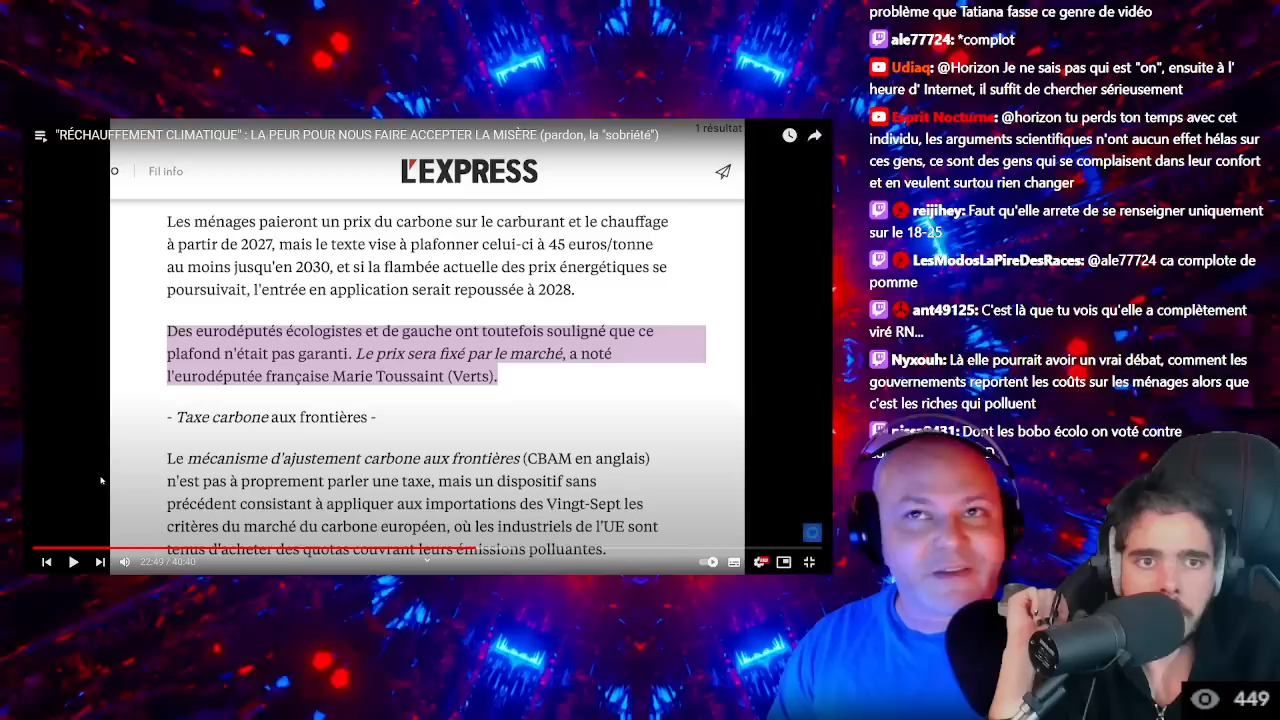 "RÉCHAUFFEMENT CLIMATIQUE" : LA PEUR POUR NOUS FAIRE ACCEPTER LA MISÈRE (pardon, la "sobriété")
1 résultat
Fil info
L'EXPRESS
Les ménages paieront un prix du carbone sur le carburant et le chauffage
à partir de 2027, mais le texte vise à plafonner celui-ci à 45 euros/tonne
au moins jusqu'en 2030, et si la flambée actuelle des prix énergétiques se
poursuivait, l'entrée en application serait repoussée à 2028.
Des eurodéputés écologistes et de gauche ont toutefois souligné que ce
plafond n'était pas garanti. Le prix sera fixé par le marché, a noté
l'eurodéputée française Marie Toussaint (Verts).
- Taxe carbone aux frontières -
Le mécanisme d'ajustement carbone aux frontières (CBAM en anglais)
n'est pas à proprement parler une taxe, mais un dispositif sans
précédent consistant à appliquer aux importations des Vingt-Sept les
critères du marché du carbone européen, où les industriels de l'UE sont
tenus d'acheter des quotas couvrant leurs émissions polluantes.
22:49 / 40:40
problème que Tatiana fasse ce genre de vidéo
ale77724: *complot
Udiaq: @Horizon Je ne sais pas qui est "on", ensuite à l'
heure d' Internet, il suffit de chercher sérieusement
Esprit Nocturne: @horizon tu perds ton temps avec cet
individu, les arguments scientifiques n'ont aucun effet hélas sur
ces gens, ce sont des gens qui se complaisent dans leur confort
et en veulent surtou rien changer
reijihey: Faut qu'elle arrete de se renseigner uniquement
sur le 18-25
LesModosLaPireDesRaces: @ale77724 ca complote de
pomme
ant49125: C'est là que tu vois qu'elle a complètement
viré RN...
Nyxouh: Là elle pourrait avoir un vrai débat, comment les
gouvernements reportent les coûts sur les ménages alors que
c'est les riches qui polluent
Dont les bobo écolo on voté contre
449